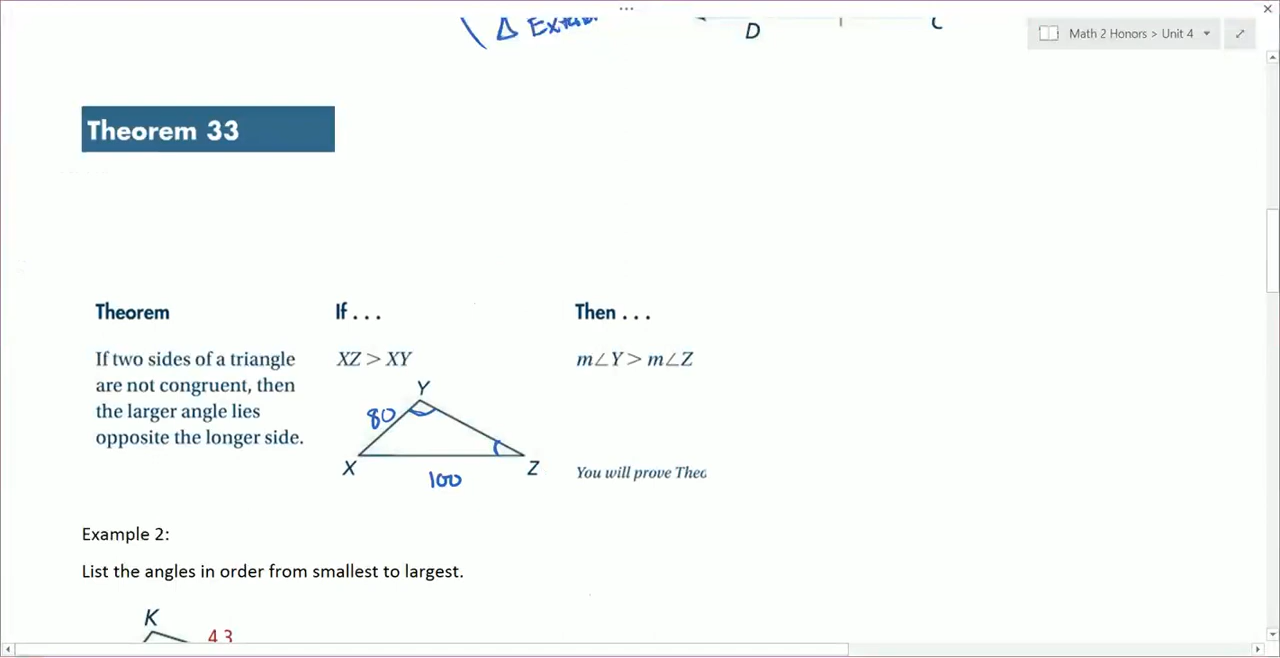 Δ
D
Math 2 Honors > Unit 4
Theorem 33
Theorem
If . . .
Then . . .
If two sides of a triangle
are not congruent, then
the larger angle lies
opposite the longer side.
XZ > XY
m∠Y > m∠Z
Y
80
X
Z
100
You will prove Theo
Example 2:
List the angles in order from smallest to largest.
K
4.3